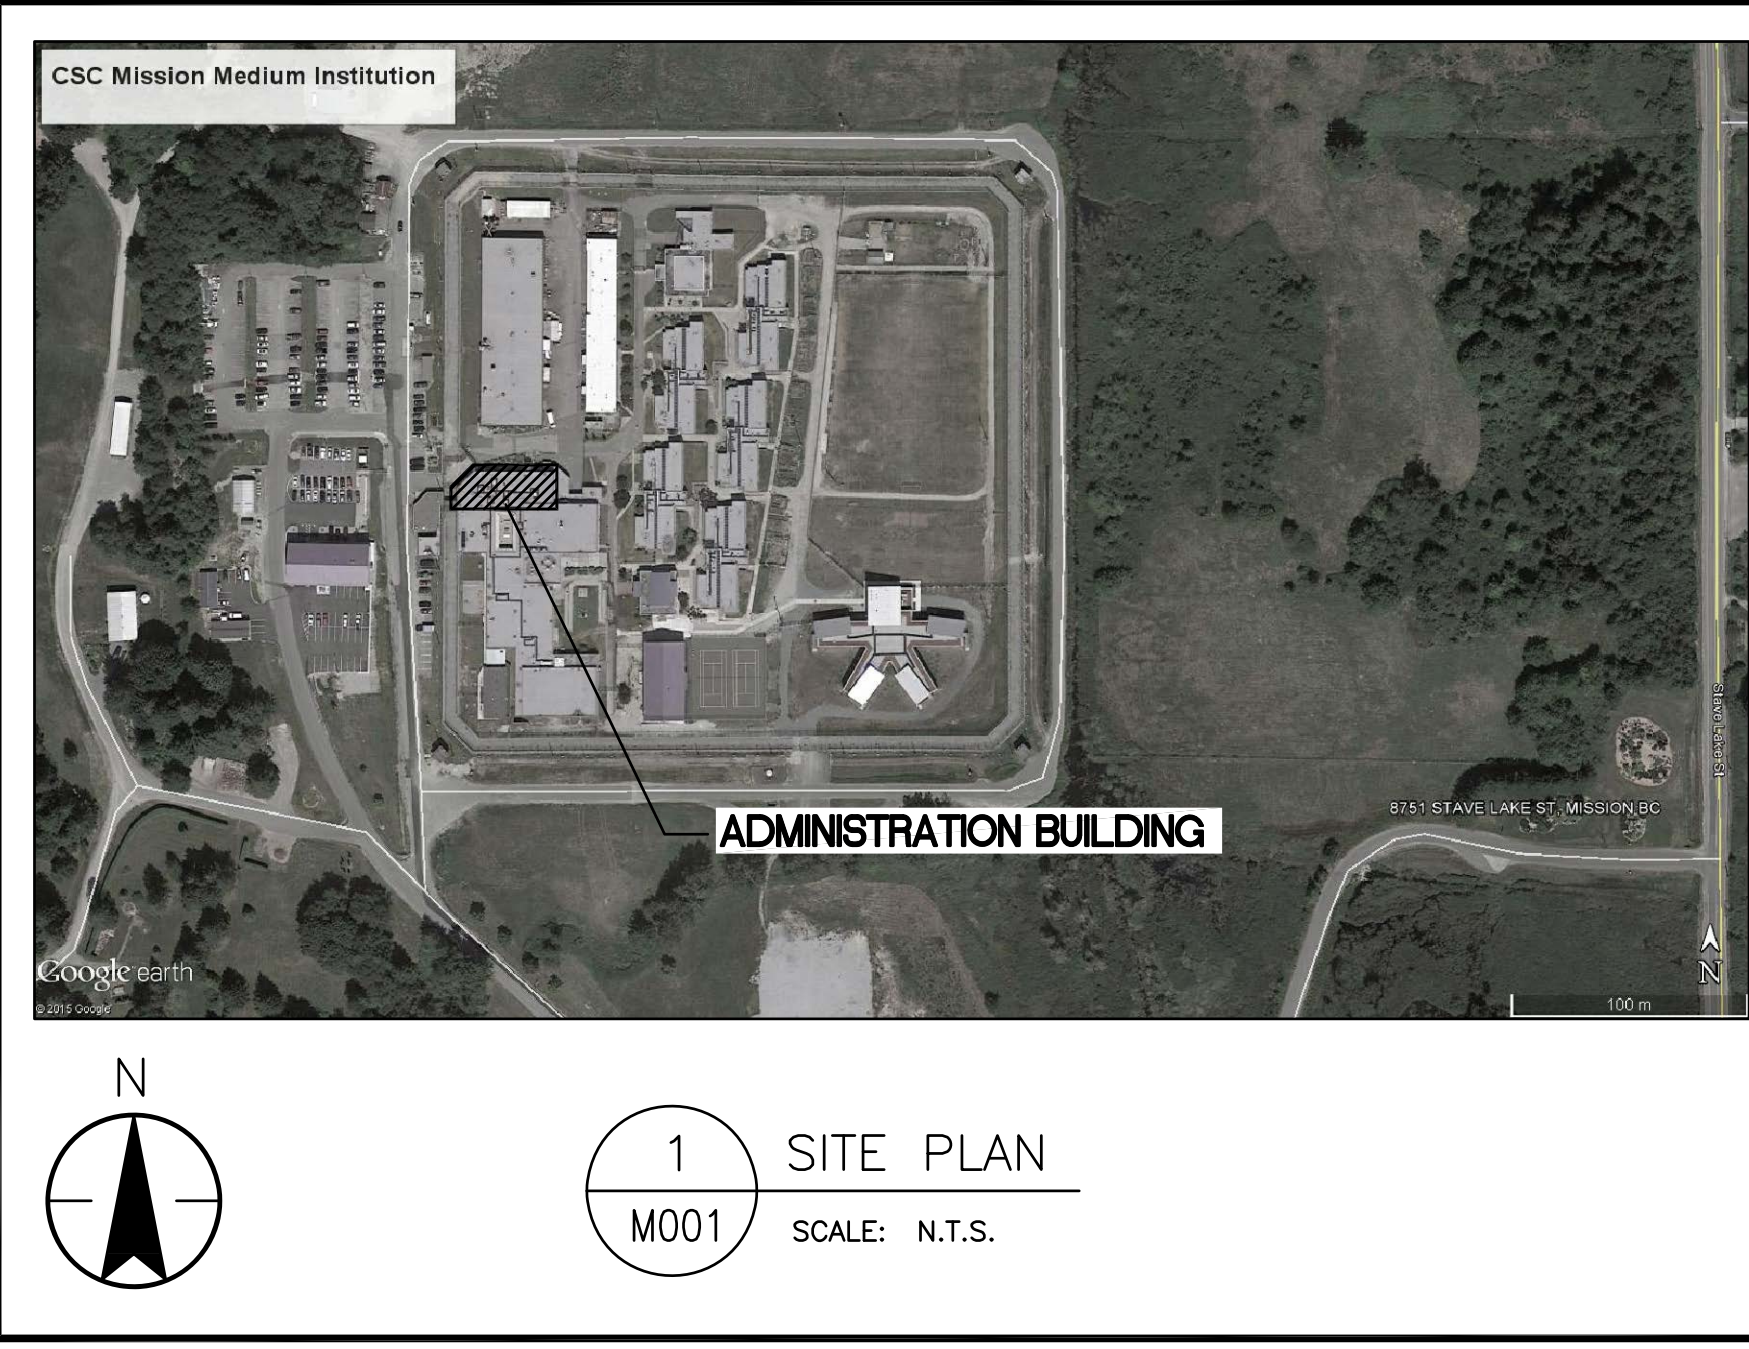 CSC Mission Medium Institution
ADMINISTRATION BUILDING
8751 STAVE LAKE ST, MISSION BC
Stave Lake St
N
100 m
Google earth
© 2015 Google
N
1
M001
SITE PLAN
SCALE: N.T.S.